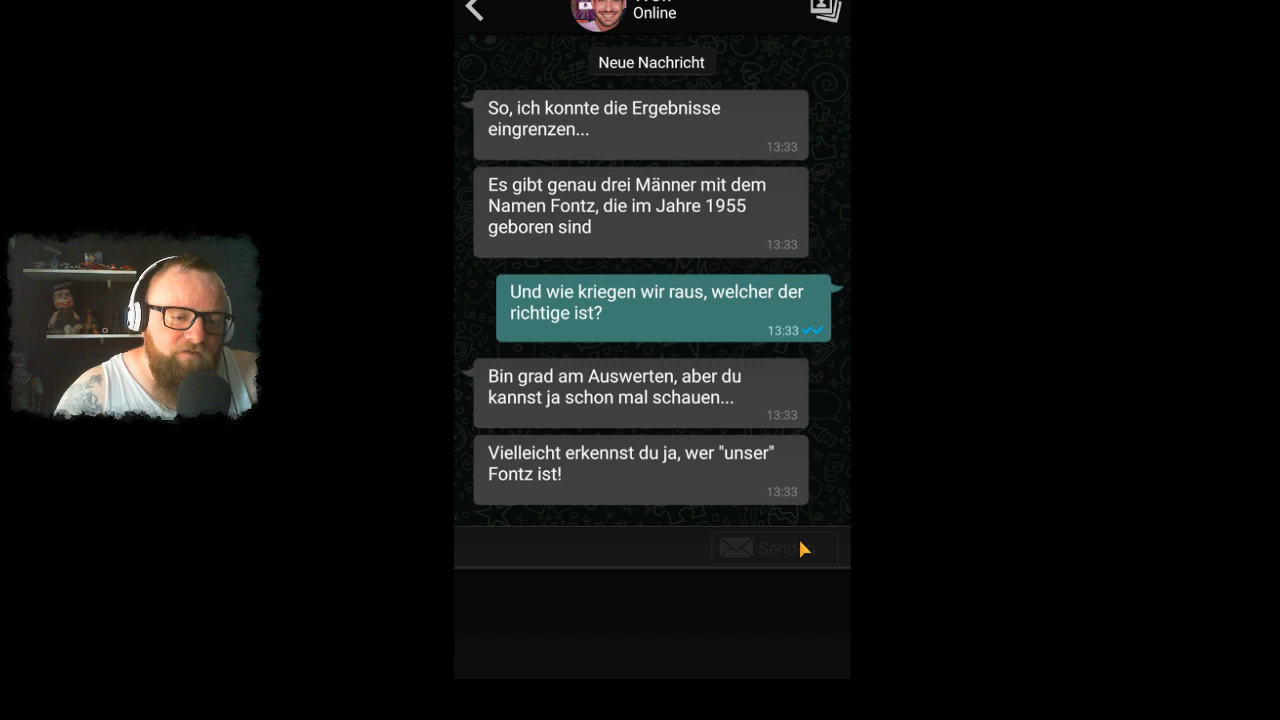 Online
Neue Nachricht
So, ich konnte die Ergebnisse
eingrenzen...
13:33
Es gibt genau drei Männer mit dem
Namen Fontz, die im Jahre 1955
geboren sind
13:33
Und wie kriegen wir raus, welcher der
richtige ist?
13:33
Bin grad am Auswerten, aber du
kannst ja schon mal schauen...
13:33
Vielleicht erkennst du ja, wer "unser"
Fontz ist!
13:33